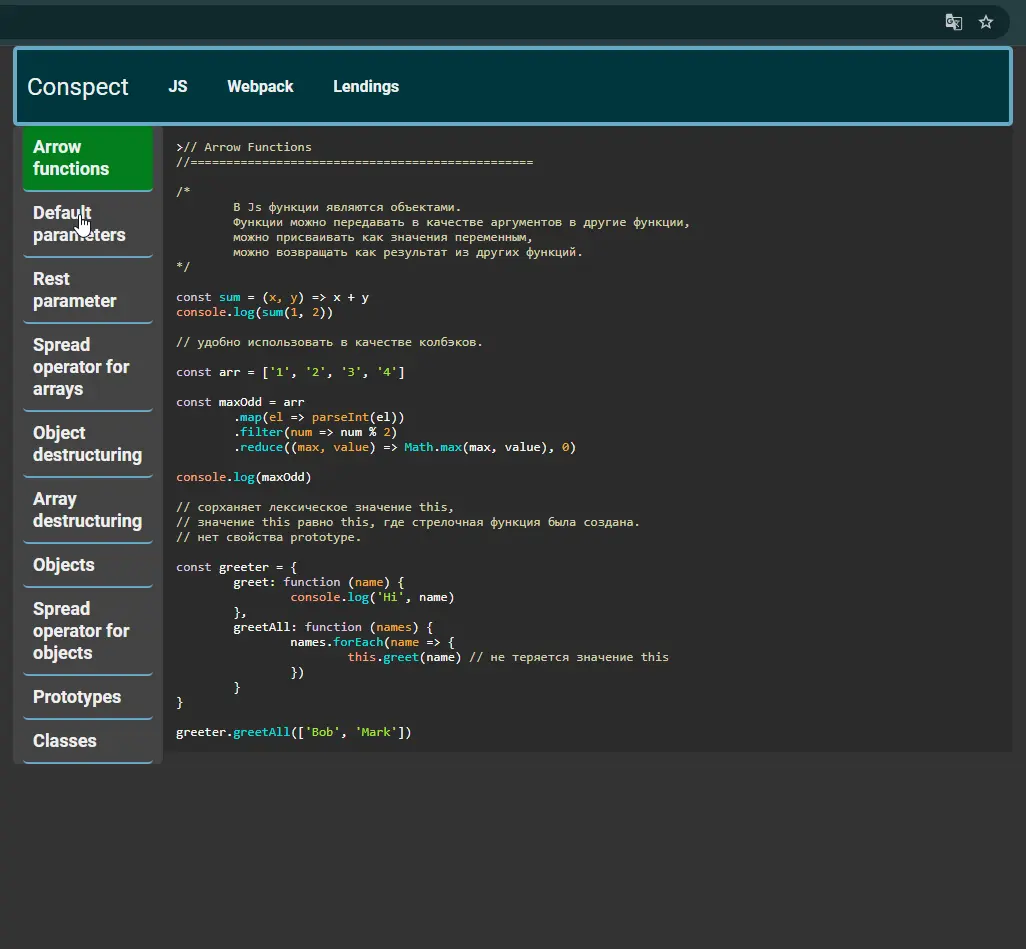 Conspect
JS
Webpack
Lendings
Arrow
functions
Default
parameters
Rest
parameter
Spread
operator for
arrays
Object
destructuring
Array
destructuring
Objects
Spread
operator for
objects
Prototypes
Classes
>// Arrow Functions
//================================================
/*
В Js функции являются объектами.
Функции можно передавать в качестве аргументов в другие функции,
можно присваивать как значения переменным,
можно возвращать как результат из других функций.
*/
const sum = (x, y) => x + y
console.log(sum(1, 2))
// удобно использовать в качестве колбэков.
const arr = ['1', '2', '3', '4']
const maxOdd = arr
.map(el => parseInt(el))
.filter(num => num % 2)
.reduce((max, value) => Math.max(max, value), 0)
console.log(maxOdd)
// сорханяет лексическое значение this,
// значение this равно this, где стрелочная функция была создана.
// нет свойства prototype.
const greeter = {
greet: function (name) {
console.log('Hi', name)
},
greetAll: function (names) {
names.forEach(name => {
this.greet(name) // не теряется значение this
})
}
}
greeter.greetAll(['Bob', 'Mark'])